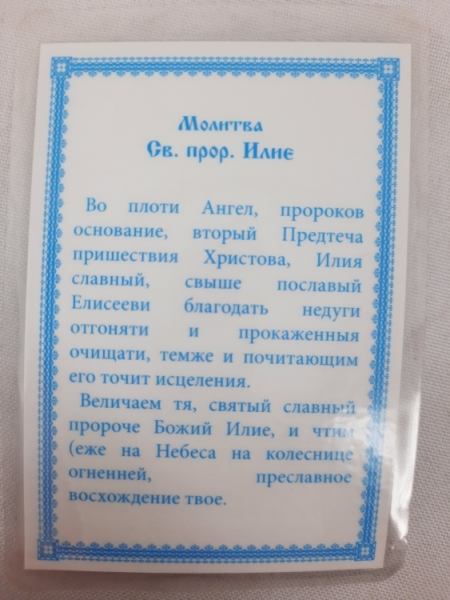 Молитва
Св. прор. Илие
Во плоти Ангел, пророков
основание, вторый Предтеча
пришествия Христова, Илия
славный, свыше пославый
Елисееви благодать недуги
отгоняти и прокаженныя
очищати, темже и почитающим
его точит исцеления.
Величаем тя, святый славный
пророче Божий Илие, и чтим
(еже на Небеса на колеснице
огненней, преславное
восхождение твое.